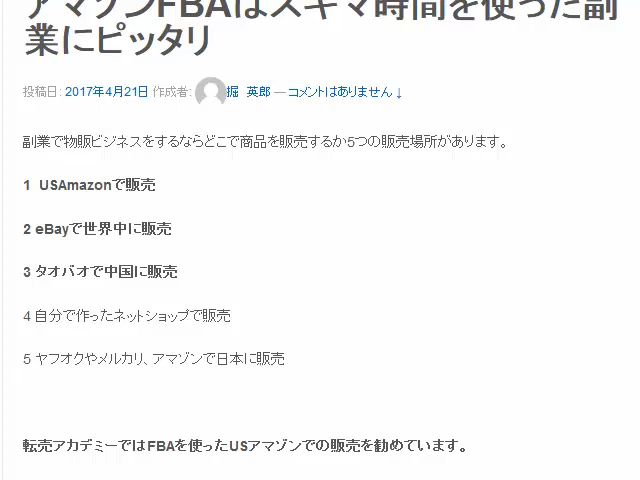 アマゾンFBAはスキマ時間を使った副
業にピッタリ
投稿日: 2017年4月21日 作成者: 堀 英郎 — コメントはありません ↓
副業で物販ビジネスをするならどこで商品を販売するか5つの販売場所があります。
1 USAmazonで販売
2 eBayで世界中に販売
3 タオバオで中国に販売
4 自分で作ったネットショップで販売
5 ヤフオクやメルカリ、アマゾンで日本に販売
転売アカデミーではFBAを使ったUSアマゾンでの販売を勧めています。